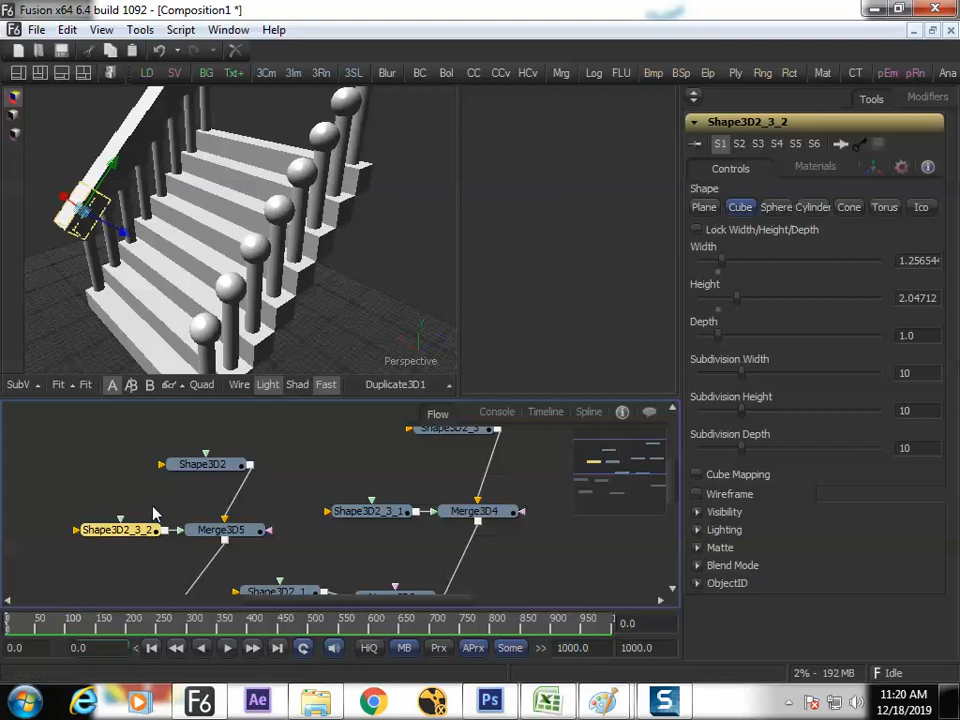 Fusion x64 6.4 build 1092 - [Composition1 *]
File Edit View Tools Script Window Help
LD SV BG Txt+ 3Cm 3Im 3Rn 3SL Blur BC Bol CC CCv HCv Mrg Log FLU Bmp BSp Elp Ply Rng Rct Mat CT pEm pRn Ana
Tools Modifiers
Shape3D2_3_2
S1 S2 S3 S4 S5 S6
Controls Materials
Shape
Plane Cube Sphere Cylinder Cone Torus Ico
Lock Width/Height/Depth
Width
1.256544
Height
2.04712
Depth
1.0
Subdivision Width
10
Subdivision Height
10
Subdivision Depth
10
Cube Mapping
Wireframe
Visibility
Lighting
Matte
Blend Mode
ObjectID
Perspective
SubV Fit Fit A B Quad Wire Light Shad Fast Duplicate3D1
Flow Console Timeline Spline
Shape3D2_3
Shape3D2
Shape3D2_3_1 Merge3D4
Shape3D2_3_2 Merge3D5
Shape3D2_1
0 50 100 150 200 250 300 350 400 450 500 550 600 650 700 750 800 850 900 950 0.0
0.0 0.0 HiQ MB Prx APrx Some >> 1000.0 1000.0
2% - 192 MB Idle
11:20 AM
12/18/2019